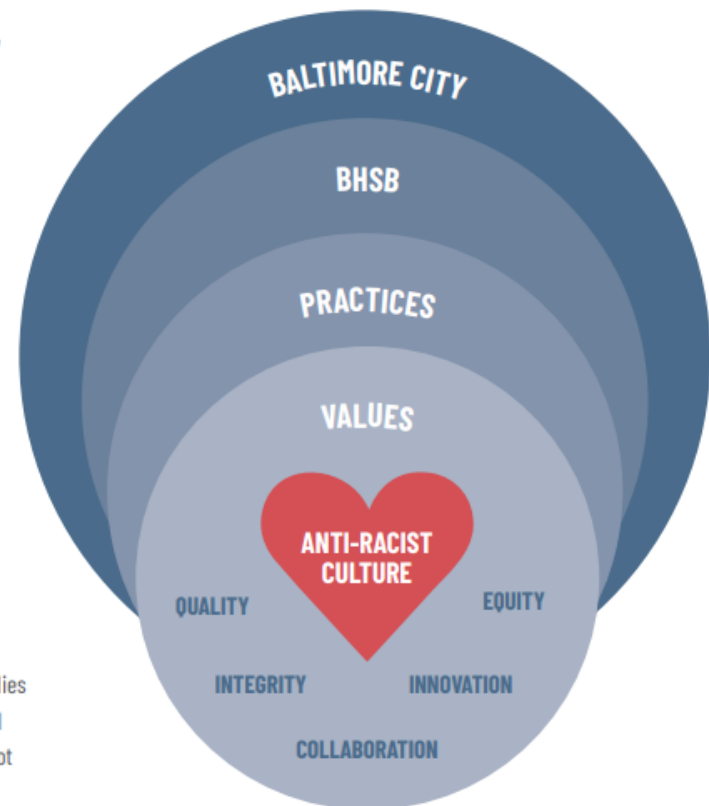 BALTIMORE CITY
BHSB
PRACTICES
VALUES
ANTI-RACIST
CULTURE
QUALITY
EQUITY
INTEGRITY
INNOVATION
COLLABORATION